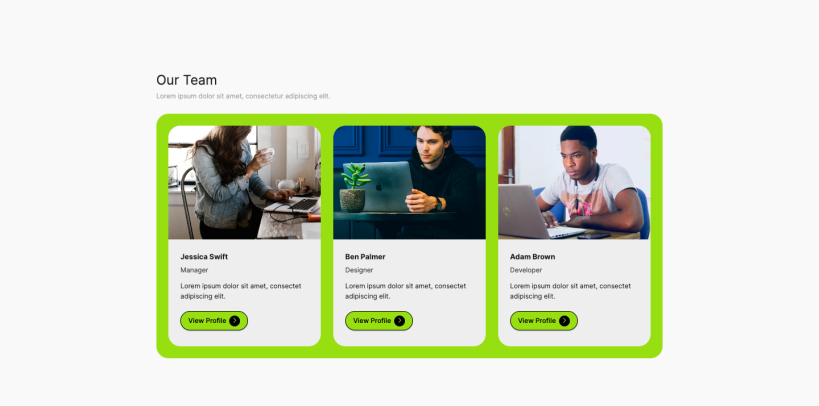 Our Team
Lorem ipsum dolor sit amet, consectetur adipiscing elit.
Jessica Swift
Manager
Lorem ipsum dolor sit amet, consectet
adipiscing elit.
View Profile
Ben Palmer
Designer
Lorem ipsum dolor sit amet, consectet
adipiscing elit.
View Profile
Adam Brown
Developer
Lorem ipsum dolor sit amet, consectet
adipiscing elit.
View Profile